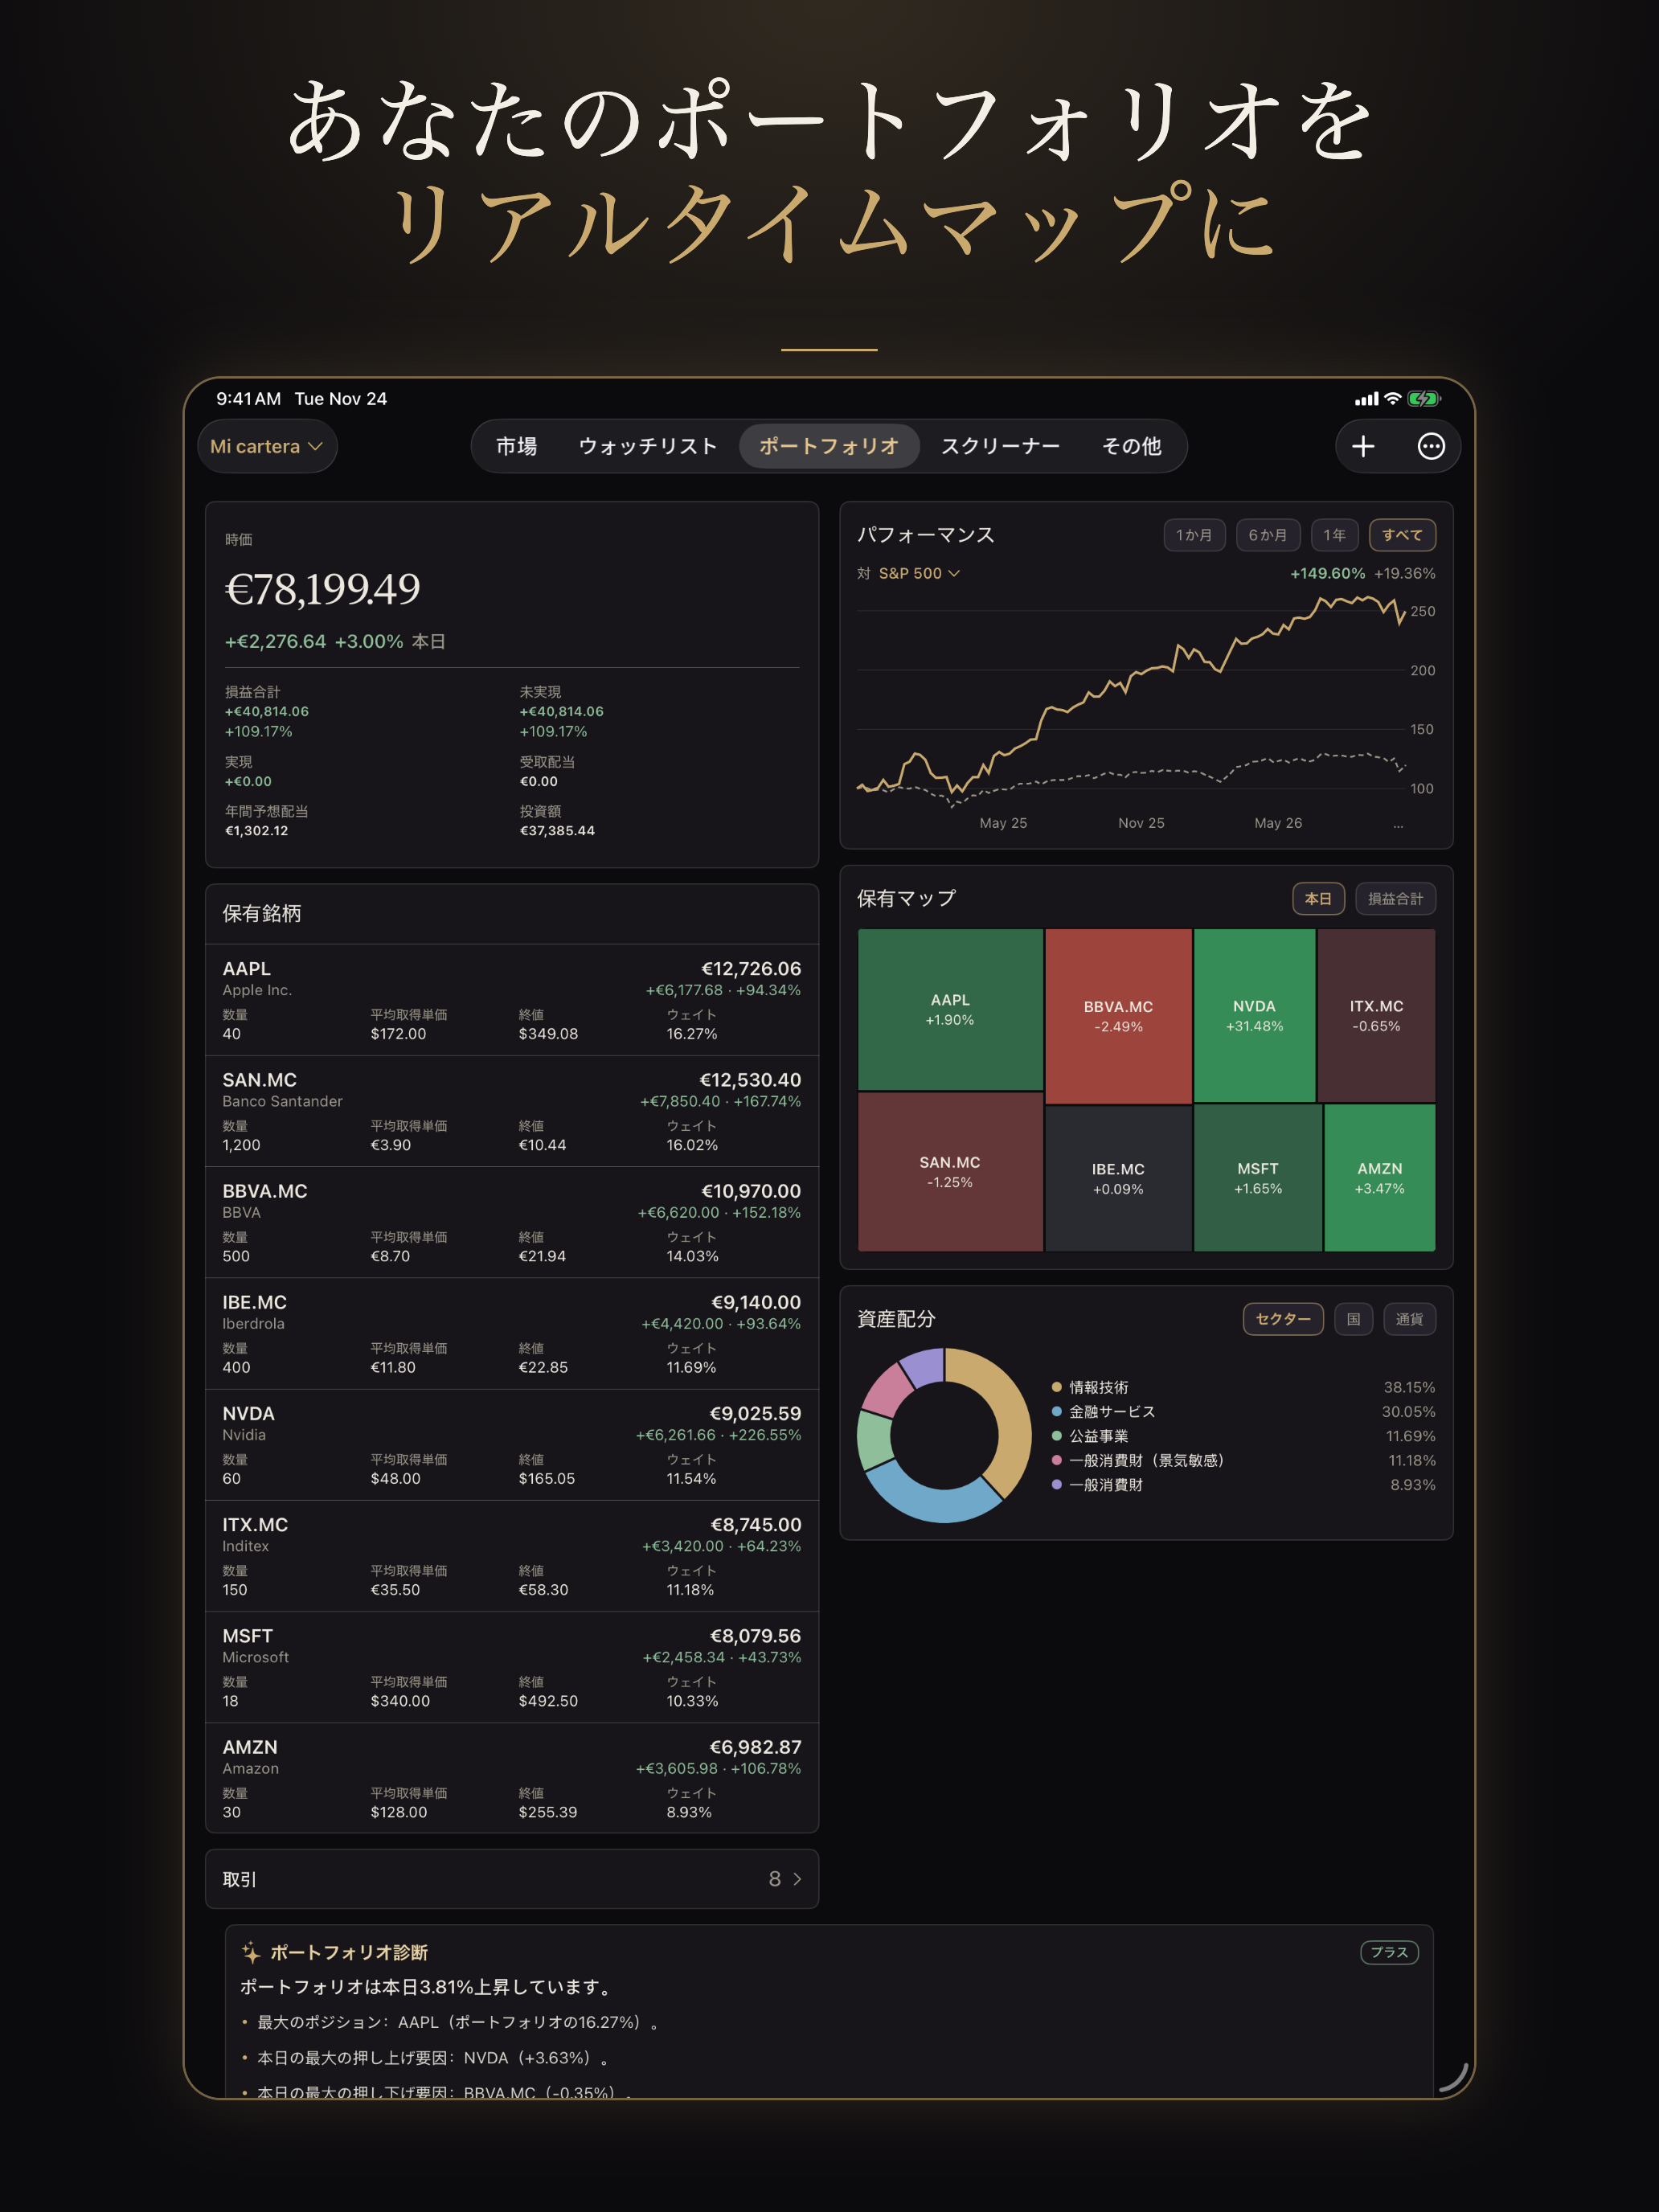 あなたのポートフォリオを
リアルタイムマップに
9:41 AM Tue Nov 24
Mi cartera
市場 ウォッチリスト ポートフォリオ スクリーナー その他
時価
€78,199.49
+€2,276.64 +3.00% 本日
損益合計 未実現
+€40,814.06 +€40,814.06
+109.17% +109.17%
実現 受取配当
+€0.00 €0.00
年間予想配当 投資額
€1,302.12 €37,385.44
保有銘柄
AAPL €12,726.06
Apple Inc. +€6,177.68 · +94.34%
数量 平均取得単価 終値 ウェイト
40 $172.00 $349.08 16.27%
SAN.MC €12,530.40
Banco Santander +€7,850.40 · +167.74%
数量 平均取得単価 終値 ウェイト
1,200 €3.90 €10.44 16.02%
BBVA.MC €10,970.00
BBVA +€6,620.00 · +152.18%
数量 平均取得単価 終値 ウェイト
500 €8.70 €21.94 14.03%
IBE.MC €9,140.00
Iberdrola +€4,420.00 · +93.64%
数量 平均取得単価 終値 ウェイト
400 €11.80 €22.85 11.69%
NVDA €9,025.59
Nvidia +€6,261.66 · +226.55%
数量 平均取得単価 終値 ウェイト
60 $48.00 $165.05 11.54%
ITX.MC €8,745.00
Inditex +€3,420.00 · +64.23%
数量 平均取得単価 終値 ウェイト
150 €35.50 €58.30 11.18%
MSFT €8,079.56
Microsoft +€2,458.34 · +43.73%
数量 平均取得単価 終値 ウェイト
18 $340.00 $492.50 10.33%
AMZN €6,982.87
Amazon +€3,605.98 · +106.78%
数量 平均取得単価 終値 ウェイト
30 $128.00 $255.39 8.93%
取引 8
パフォーマンス 1か月 6か月 1年 すべて
対 S&P 500 +149.60% +19.36%
250
200
150
100
May 25 Nov 25 May 26 ...
保有マップ 本日 損益合計
AAPL
+1.90%
BBVA.MC
-2.49%
NVDA
+31.48%
ITX.MC
-0.65%
SAN.MC
-1.25%
IBE.MC
+0.09%
MSFT
+1.65%
AMZN
+3.47%
資産配分 セクター 国 通貨
情報技術 38.15%
金融サービス 30.05%
公益事業 11.69%
一般消費財（景気敏感） 11.18%
一般消費財 8.93%
ポートフォリオ診断 プラス
ポートフォリオは本日3.81%上昇しています。
• 最大のポジション: AAPL（ポートフォリオの16.27%）。
• 本日の最大の押し上げ要因: NVDA（+3.63%）。
• 本日の最大の押し下げ要因: BBVA.MC（-0.35%）。